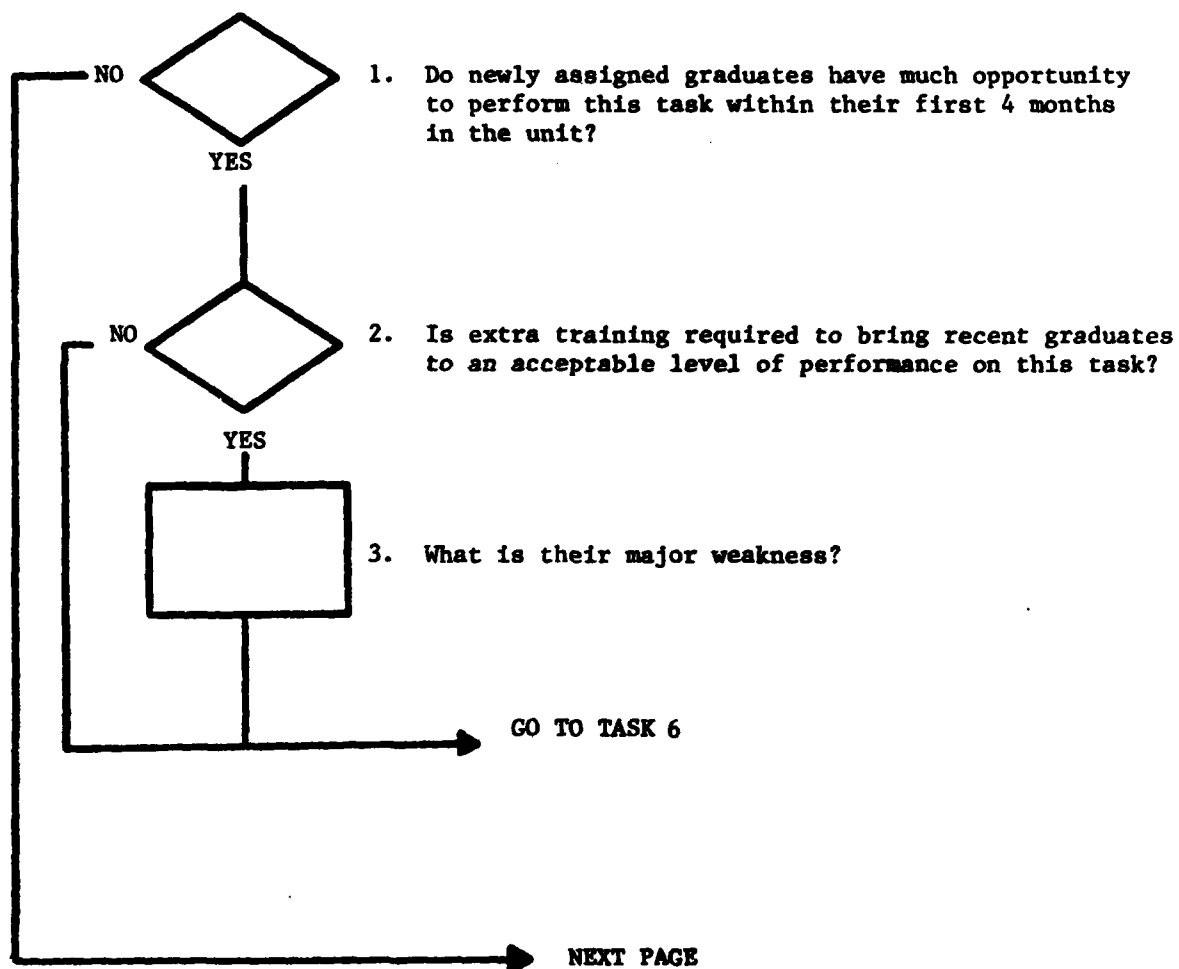 NO
1. Do newly assigned graduates have much opportunity
to perform this task within their first 4 months
in the unit?
YES
NO
2. Is extra training required to bring recent graduates
to an acceptable level of performance on this task?
YES
3. What is their major weakness?
GO TO TASK 6
NEXT PAGE